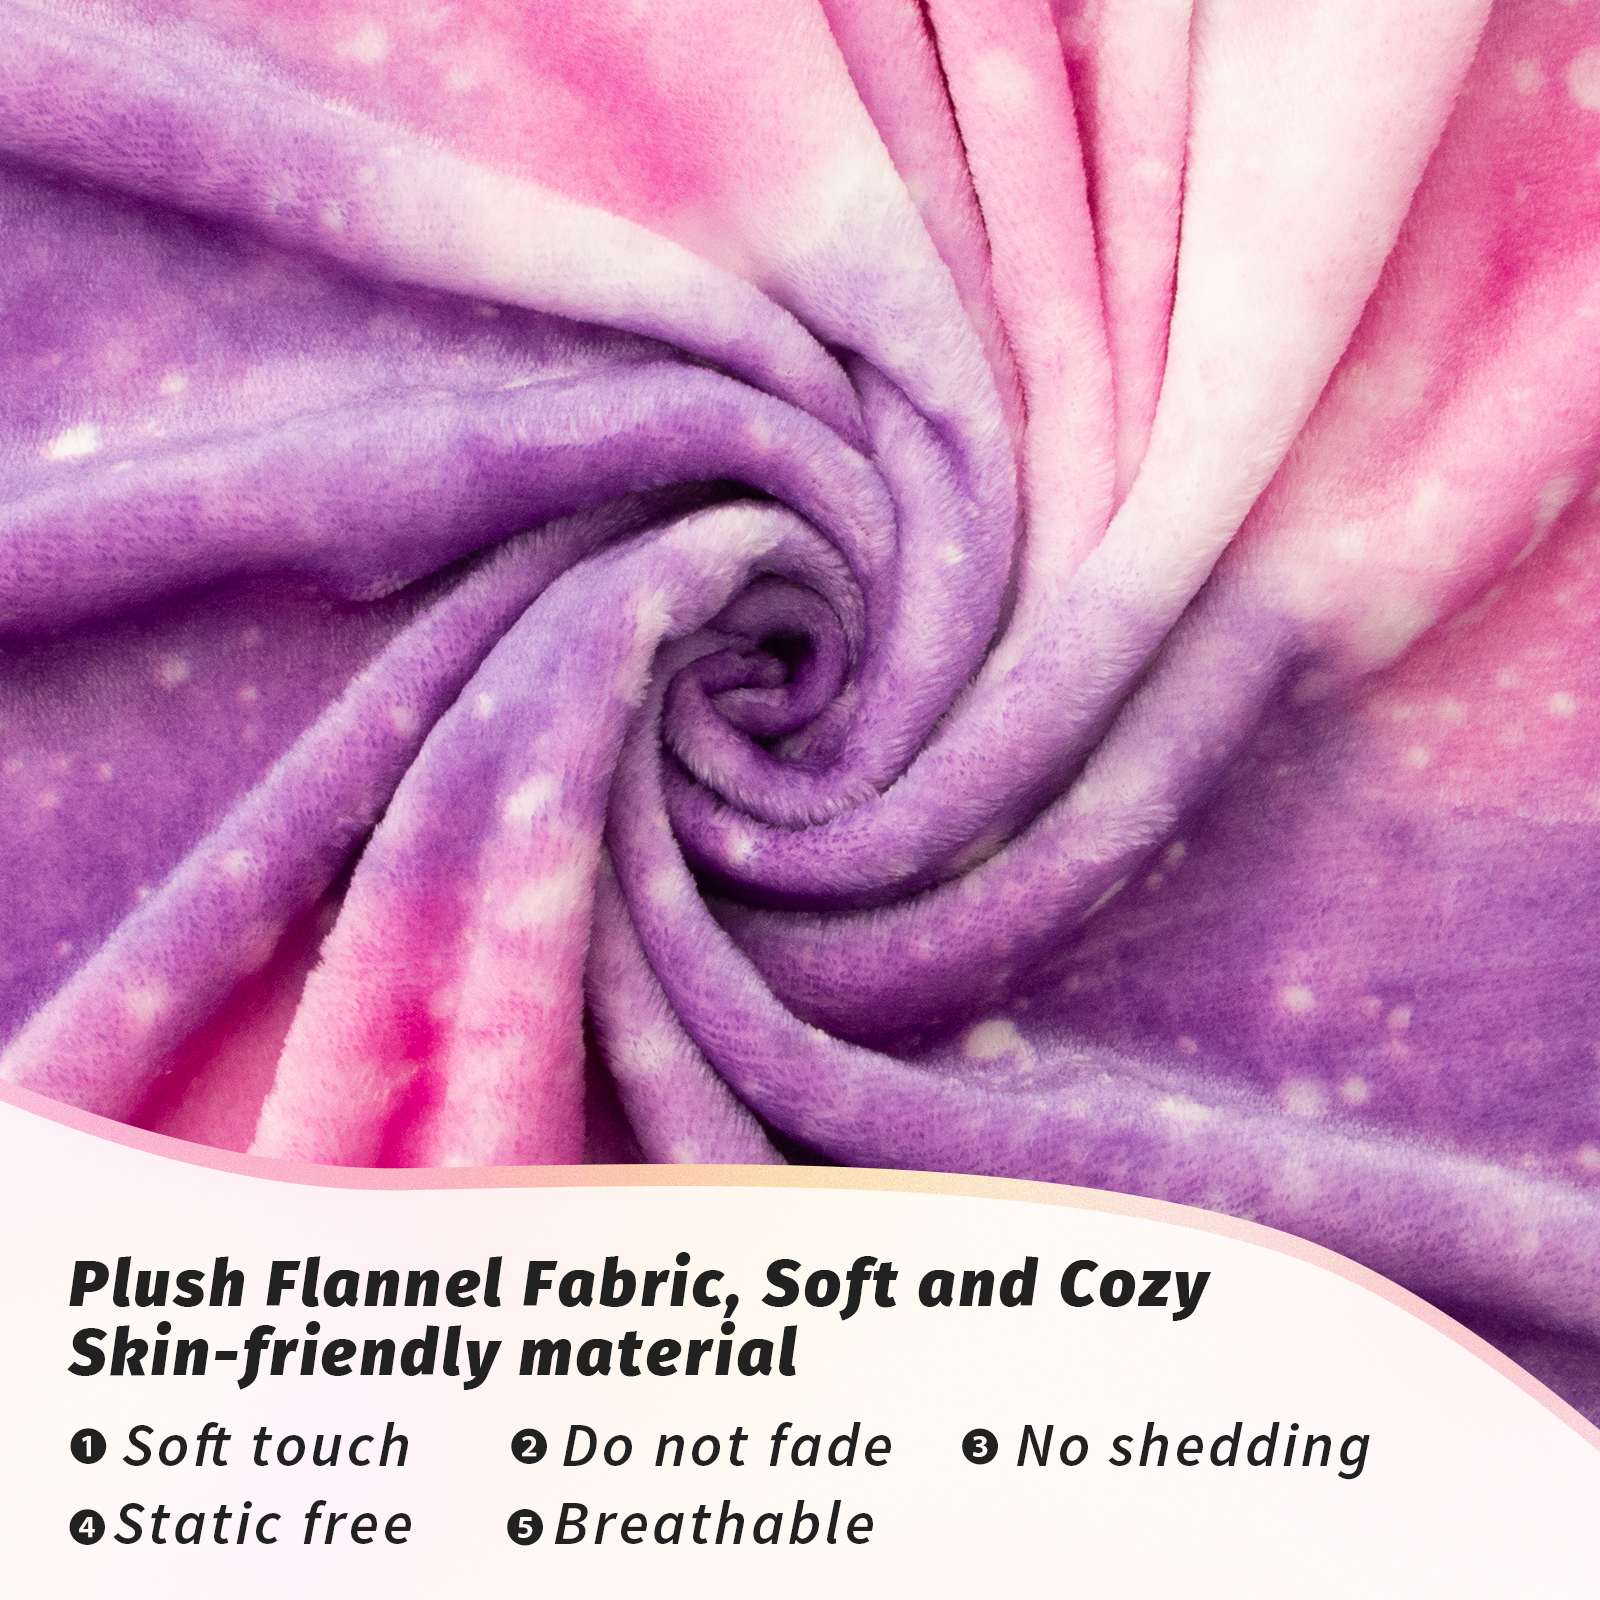 Plush Flannel Fabric, Soft and Cozy
Skin-friendly material
❶ Soft touch ❷ Do not fade ❸ No shedding
❹ Static free ❺ Breathable